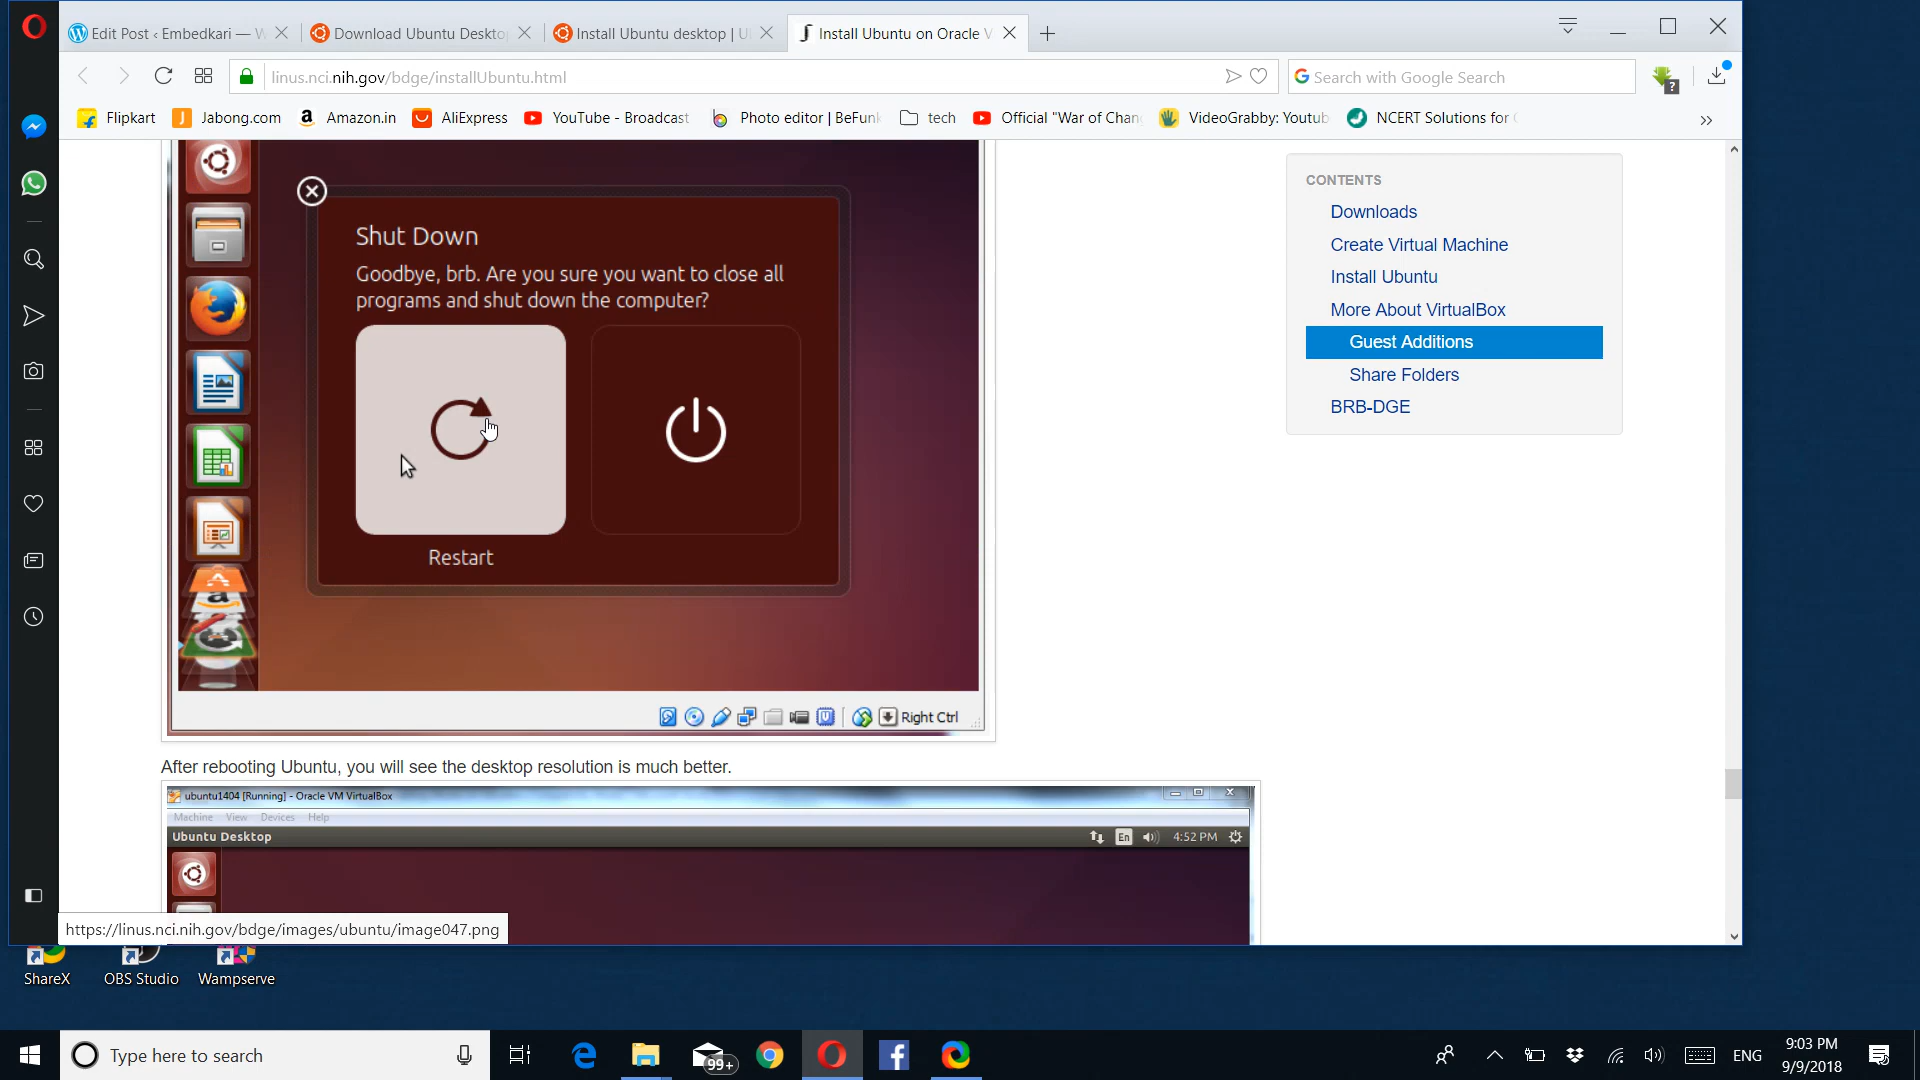 Edit Post ‹ Embedkari — W
Download Ubuntu Deskto
Install Ubuntu desktop | U
Install Ubuntu on Oracle V
linus.nci.nih.gov/bdge/installUbuntu.html
Search with Google Search
?
Flipkart
Jabong.com
Amazon.in
AliExpress
YouTube - Broadcast
Photo editor | BeFunk
tech
Official "War of Chan
VideoGrabby: Youtub
NCERT Solutions for
CONTENTS
Downloads
Create Virtual Machine
Install Ubuntu
More About VirtualBox
Guest Additions
Share Folders
BRB-DGE
Shut Down
Goodbye, brb. Are you sure you want to close all
programs and shut down the computer?
Restart
Right Ctrl
After rebooting Ubuntu, you will see the desktop resolution is much better.
ubuntu1404 [Running] - Oracle VM VirtualBox
Machine View Devices Help
Ubuntu Desktop
En
4:52 PM
https://linus.nci.nih.gov/bdge/images/ubuntu/image047.png
ShareX
OBS Studio
Wampserve
Type here to search
99+
ENG
9:03 PM
9/9/2018